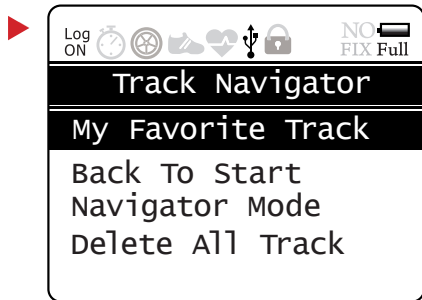 Log
ON
NO
FIX Full
Track Navigator
My Favorite Track
Back To Start
Navigator Mode
Delete All Track